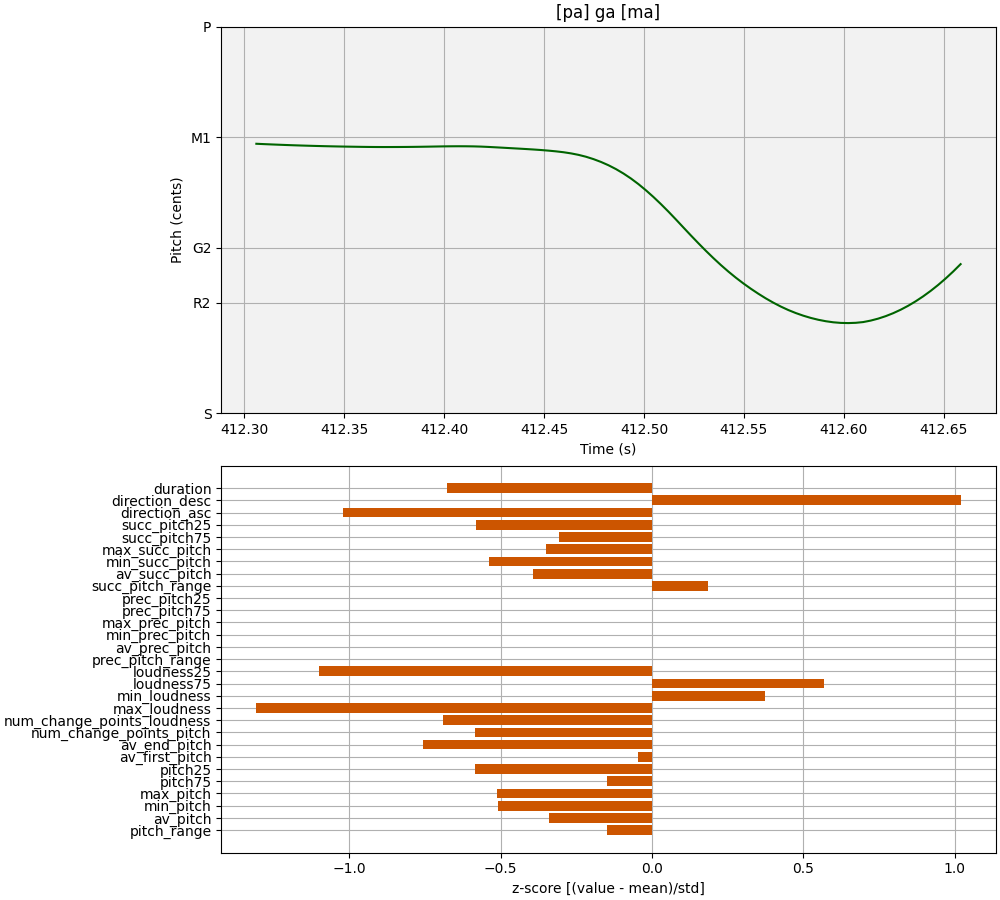 [pa] ga [ma]
P
M1
G2
R2
S
Pitch (cents)
412.30 412.35 412.40 412.45 412.50 412.55 412.60 412.65
Time (s)
duration
direction_desc
direction_asc
succ_pitch25
succ_pitch75
max_succ_pitch
min_succ_pitch
av_succ_pitch
succ_pitch_range
prec_pitch25
prec_pitch75
max_prec_pitch
min_prec_pitch
av_prec_pitch
prec_pitch_range
loudness25
loudness75
min_loudness
max_loudness
num_change_points_loudness
num_change_points_pitch
av_end_pitch
av_first_pitch
pitch25
pitch75
max_pitch
min_pitch
av_pitch
pitch_range
−1.0 −0.5 0.0 0.5 1.0
z-score [(value - mean)/std]